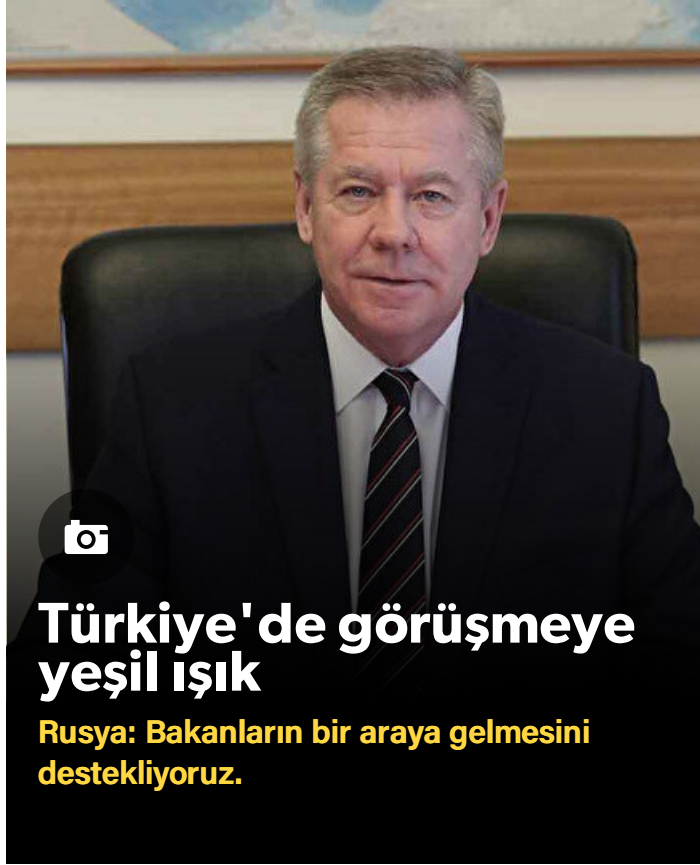 Türkiye'de görüşmeye
yeşil ışık
Rusya: Bakanların bir araya gelmesini
destekliyoruz.